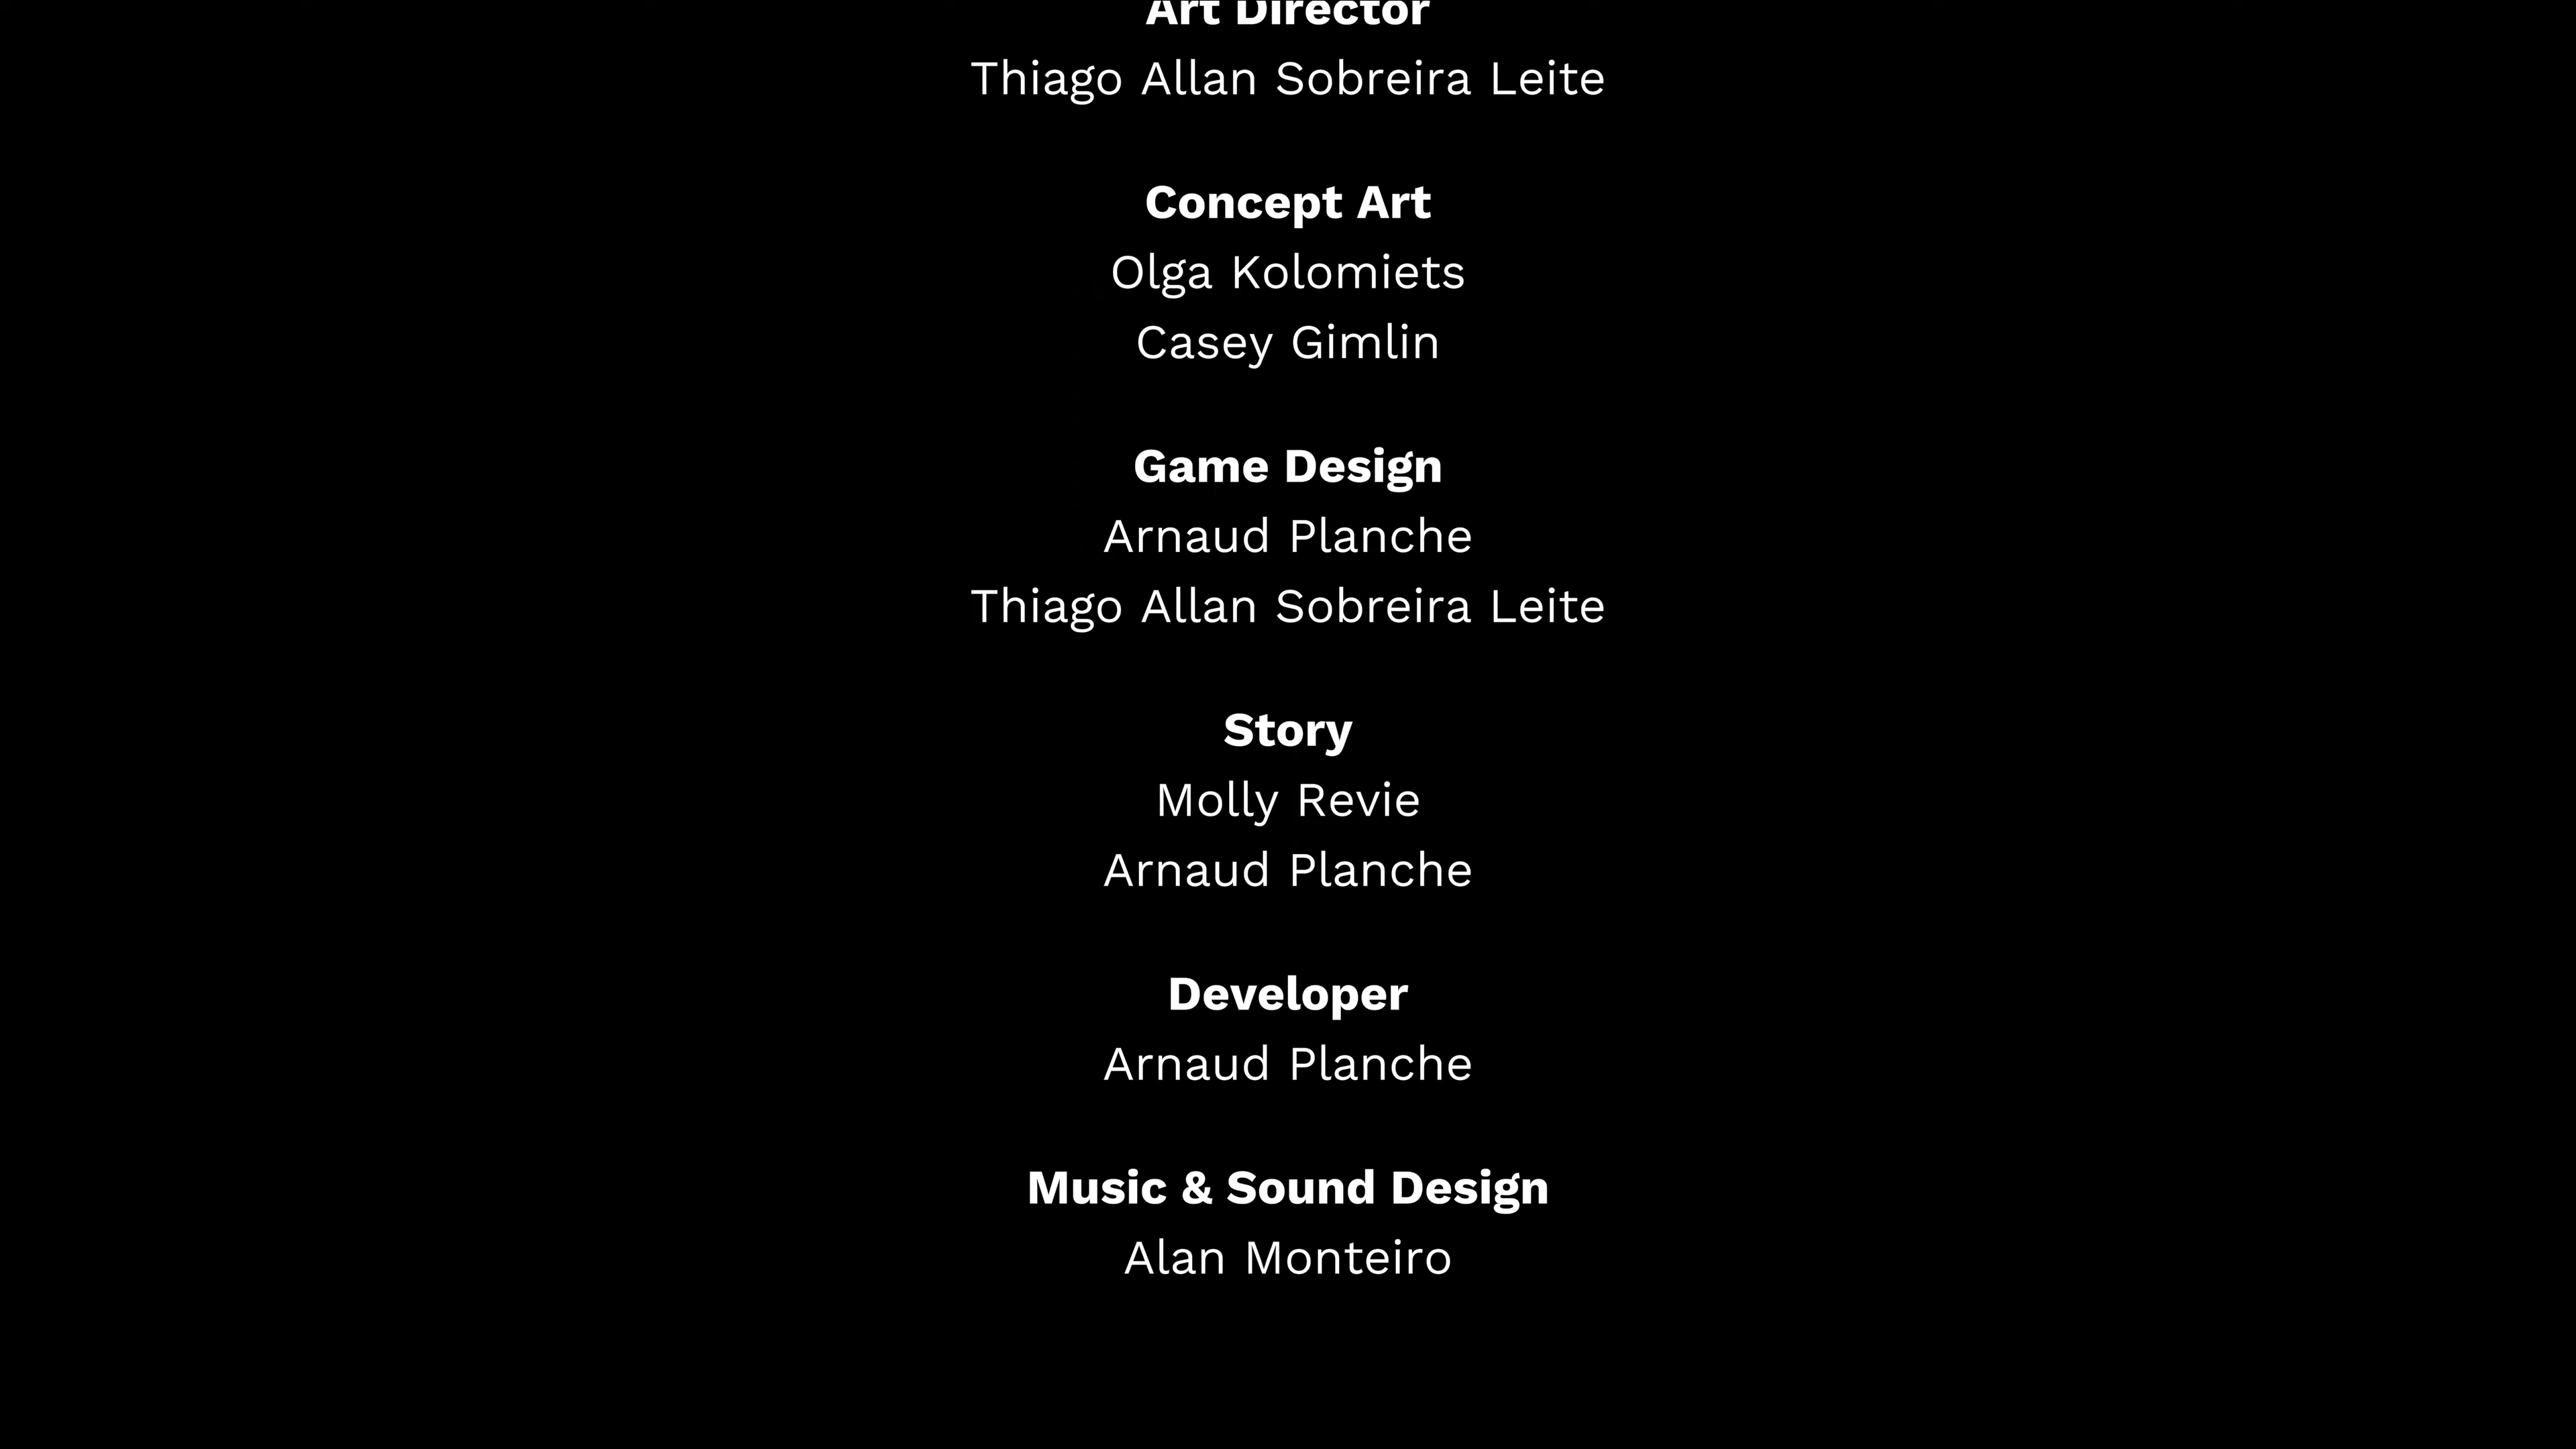 Art Director
Thiago Allan Sobreira Leite
Concept Art
Olga Kolomiets
Casey Gimlin
Game Design
Arnaud Planche
Thiago Allan Sobreira Leite
Story
Molly Revie
Arnaud Planche
Developer
Arnaud Planche
Music & Sound Design
Alan Monteiro